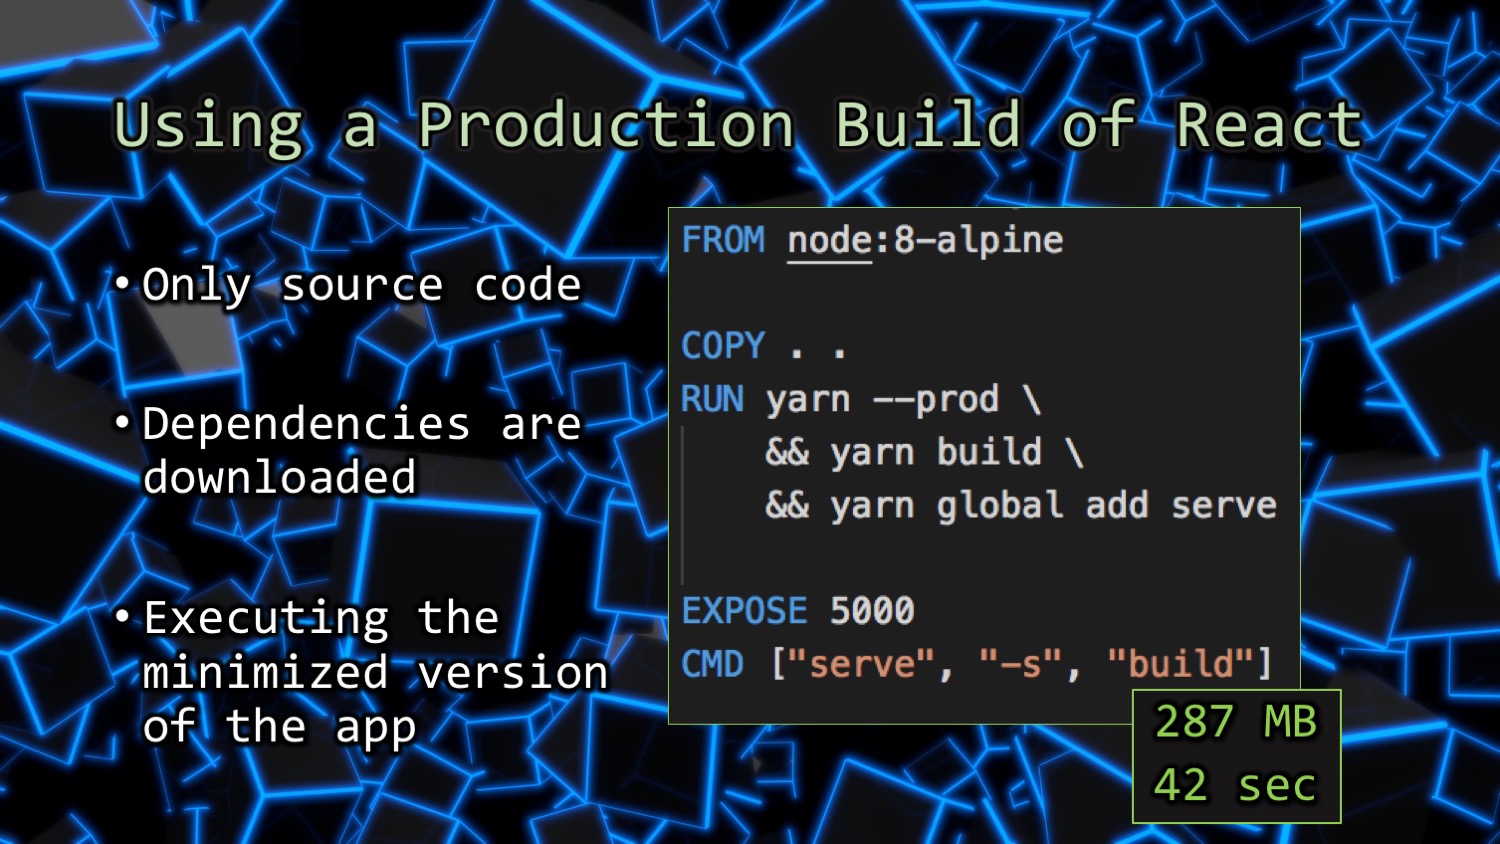 Using a Production Build of React
• Only source code
• Dependencies are
downloaded
• Executing the
minimized version
of the app
FROM node:8-alpine
COPY . .
RUN yarn --prod \
&& yarn build \
&& yarn global add serve
EXPOSE 5000
CMD ["serve", "-s", "build"]
287 MB
42 sec